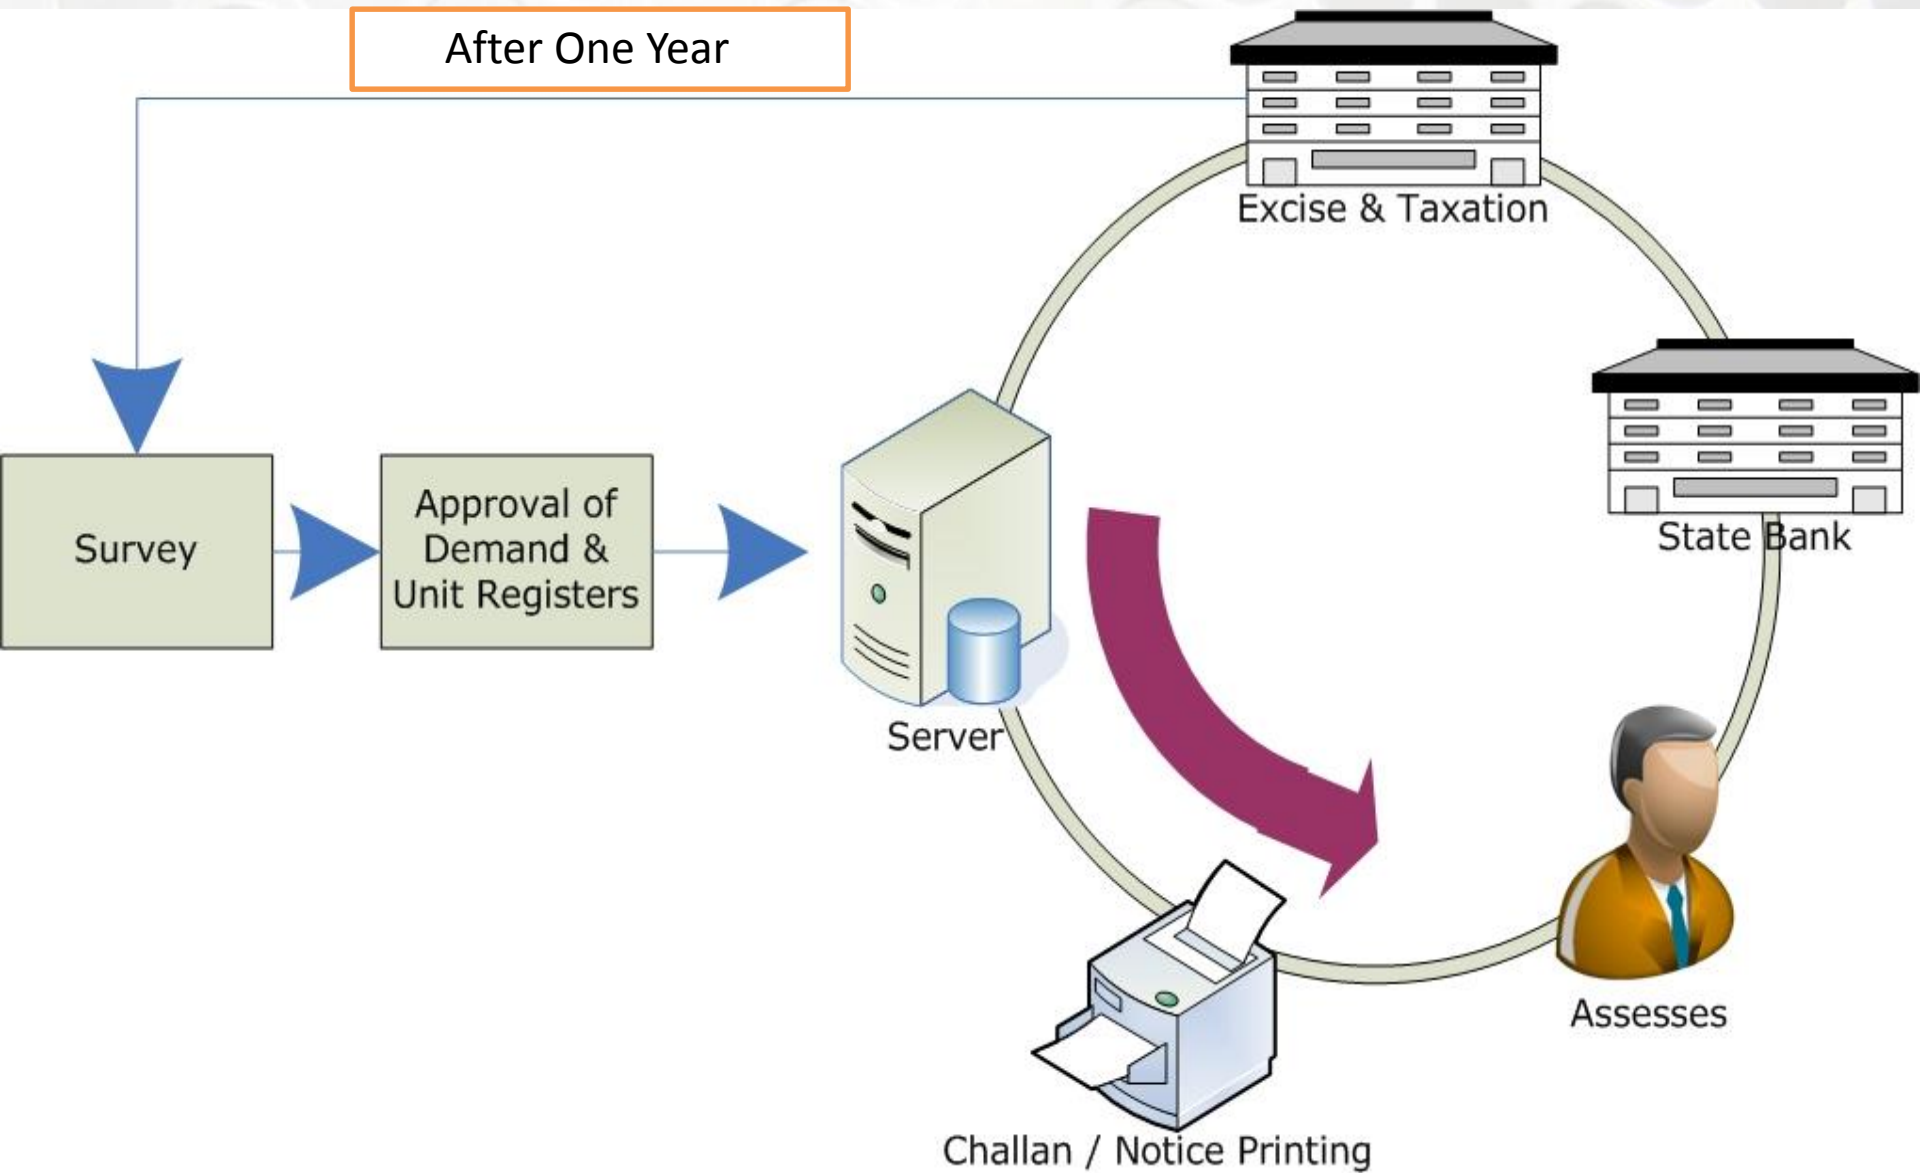 After One Year
Excise & Taxation
State Bank
Survey
Approval of
Demand &
Unit Registers
Server
Assesses
Challan / Notice Printing